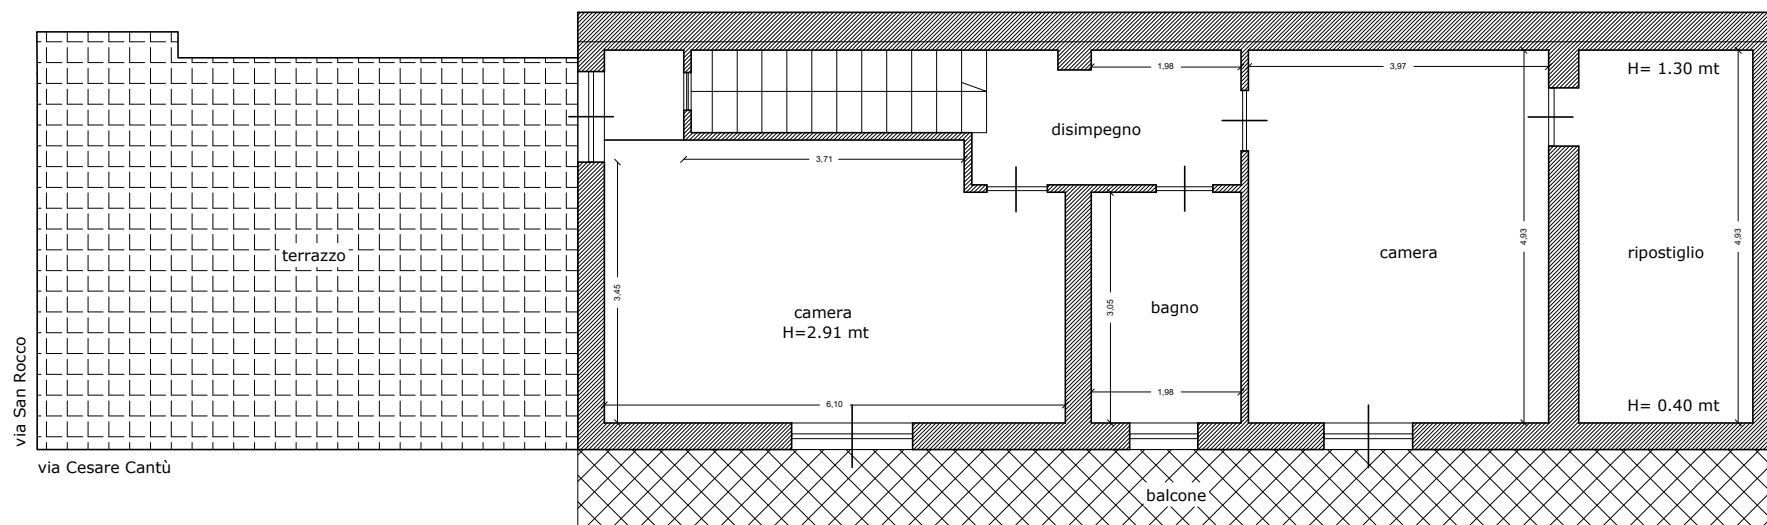 H= 1.30 mt
1,98
3,97
disimpegno
3,71
terrazzo
camera
ripostiglio
4,93
4,93
3,45
camera
H=2.91 mt
bagno
3,05
via San Rocco
1,98
6,10
H= 0.40 mt
via Cesare Cantù
balcone